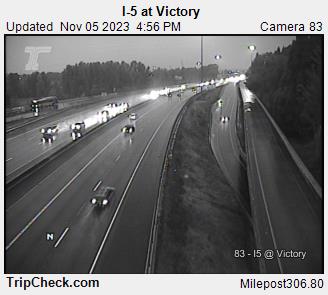 I-5 at Victory
Updated Nov 05 2023 4:56 PM Camera 83
N
83 - I5 @ Victory
TripCheck.com Milepost306.80